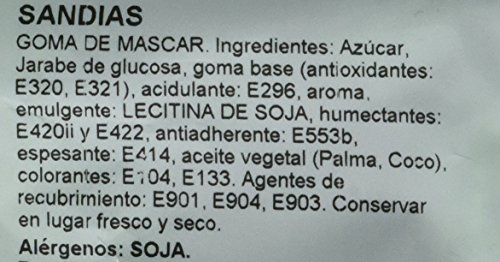 SANDIAS
GOMA DE MASCAR. Ingredientes: Azúcar,
Jarabe de glucosa, goma base (antioxidantes:
E320, E321), acidulante: E296, aroma,
emulgente: LECITINA DE SOJA, humectantes:
E420ii y E422, antiadherente: E553b,
espesante: E414, aceite vegetal (Palma, Coco),
colorantes: E104, E133. Agentes de
recubrimiento: E901, E904, E903. Conservar
en lugar fresco y seco.
Alérgenos: SOJA.